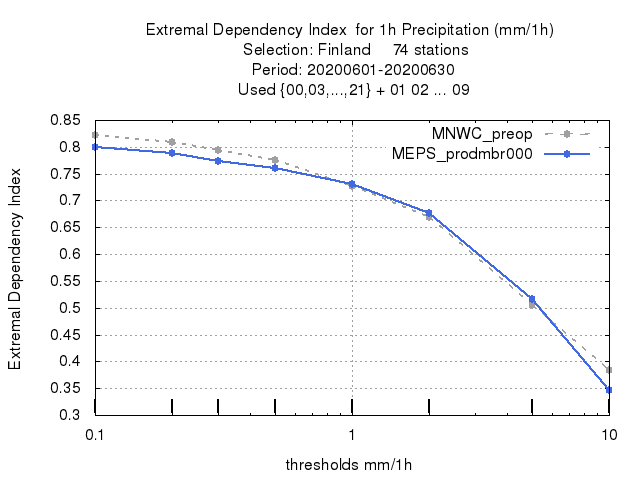 Extremal Dependency Index for 1h Precipitation (mm/1h)
Selection: Finland 74 stations
Period: 20200601-20200630
Used {00,03,...,21} + 01 02 ... 09
MNWC_preop
MEPS_prodmbr000
Extremal Dependency Index
0.85
0.8
0.75
0.7
0.65
0.6
0.55
0.5
0.45
0.4
0.35
0.3
0.1 1 10
thresholds mm/1h